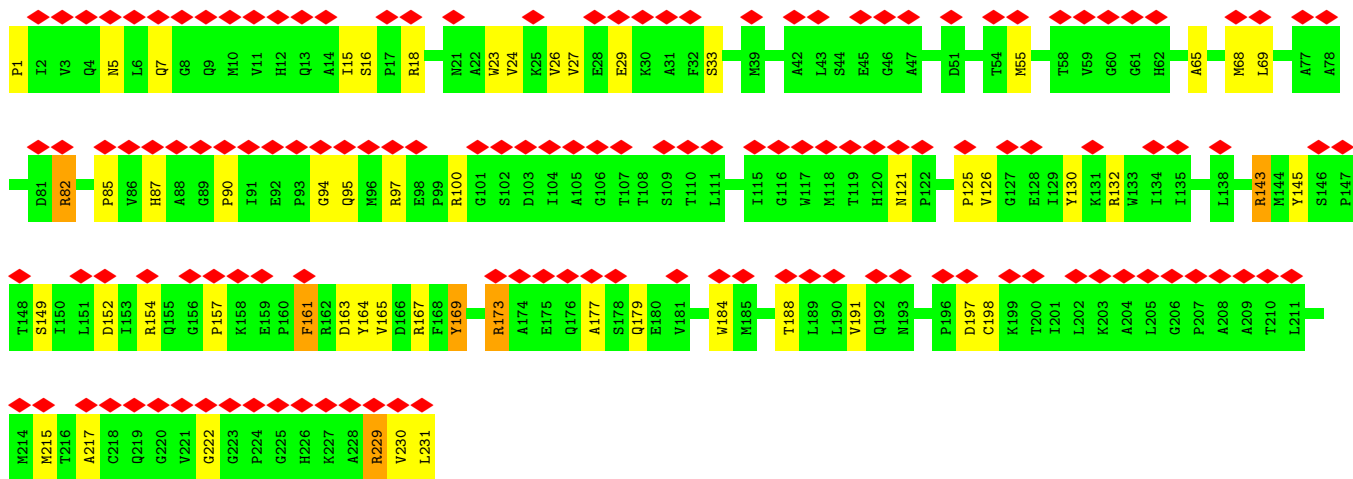 P1 I2 V3 Q4 N5 L6 Q7 G8 Q9 M10 V11 H12 Q13 A14 I15 S16 P17 R18 N21 A22 W23 V24 K25 V26 V27 E28 E29 K30 A31 F32 S33 M39 A42 L43 S44 E45 G46 A47 D51 T54 M55 T58 V59 G60 G61 H62 A65 M68 L69 A77 A78
D81 R82 P85 V86 H87 A88 G89 P90 I91 E92 P93 G94 Q95 M96 R97 E98 P99 R100 G101 S102 D103 I104 A105 G106 T107 T108 S109 T110 L111 I115 G116 W117 M118 T119 H120 N121 P122 P125 V126 G127 E128 I129 Y130 K131 R132 W133 I134 I135 L138 R143 M144 Y145 S146 P147
T148 S149 I150 L151 D152 I153 R154 Q155 G156 P157 K158 E159 P160 F161 R162 D163 Y164 V165 D166 R167 F168 Y169 R173 A174 E175 Q176 A177 S178 Q179 E180 V181 W184 M185 T188 L189 L190 V191 Q192 N193 P196 D197 C198 K199 T200 I201 L202 K203 A204 L205 G206 P207 A208 A209 T210 L211
M214 M215 T216 A217 C218 Q219 G220 V221 G222 G223 P224 G225 H226 K227 A228 R229 V230 L231